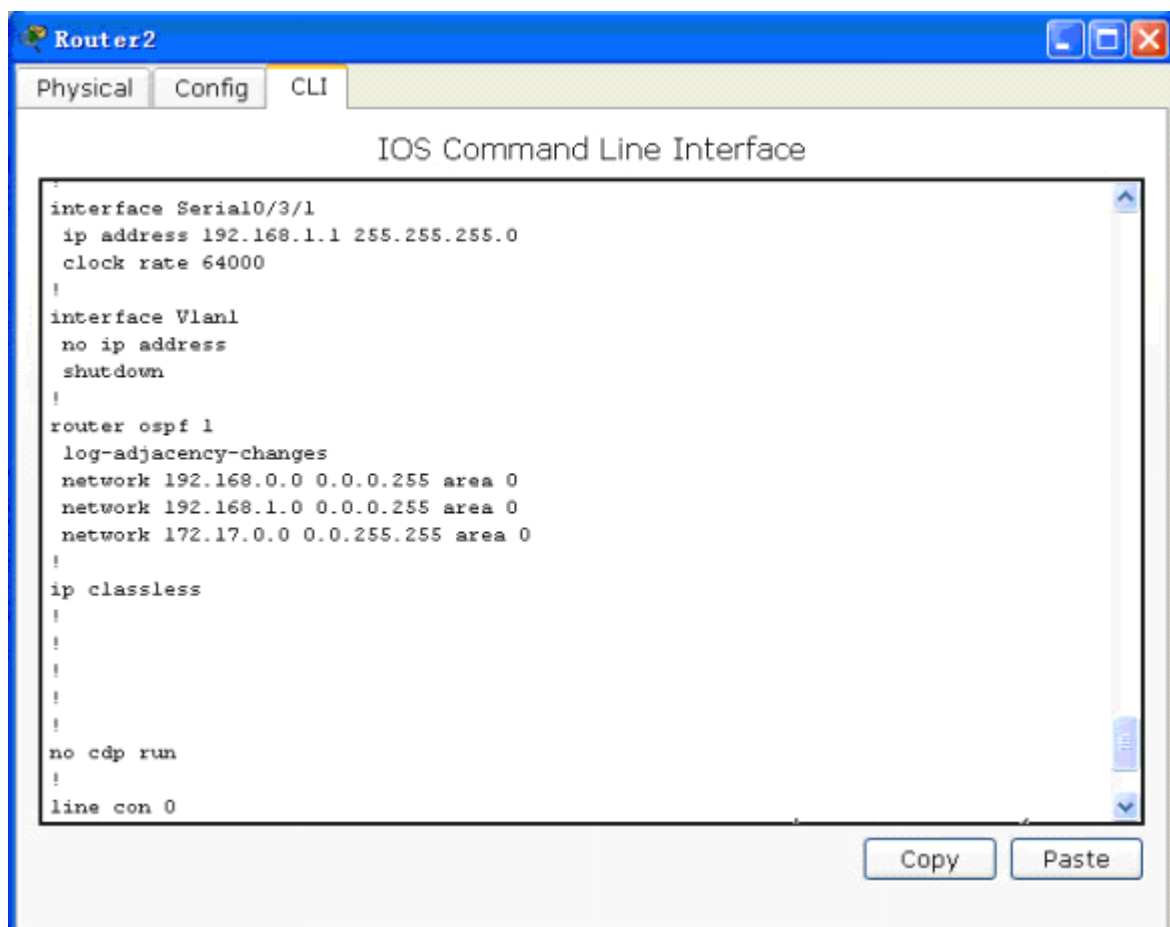 Router2
Physical Config CLI
IOS Command Line Interface
!
interface Serial0/3/1
ip address 192.168.1.1 255.255.255.0
clock rate 64000
!
interface Vlan1
no ip address
shutdown
!
router ospf 1
log-adjacency-changes
network 192.168.0.0 0.0.0.255 area 0
network 192.168.1.0 0.0.0.255 area 0
network 172.17.0.0 0.0.255.255 area 0
!
ip classless
!
!
!
!
!
no cdp run
!
line con 0
Copy Paste